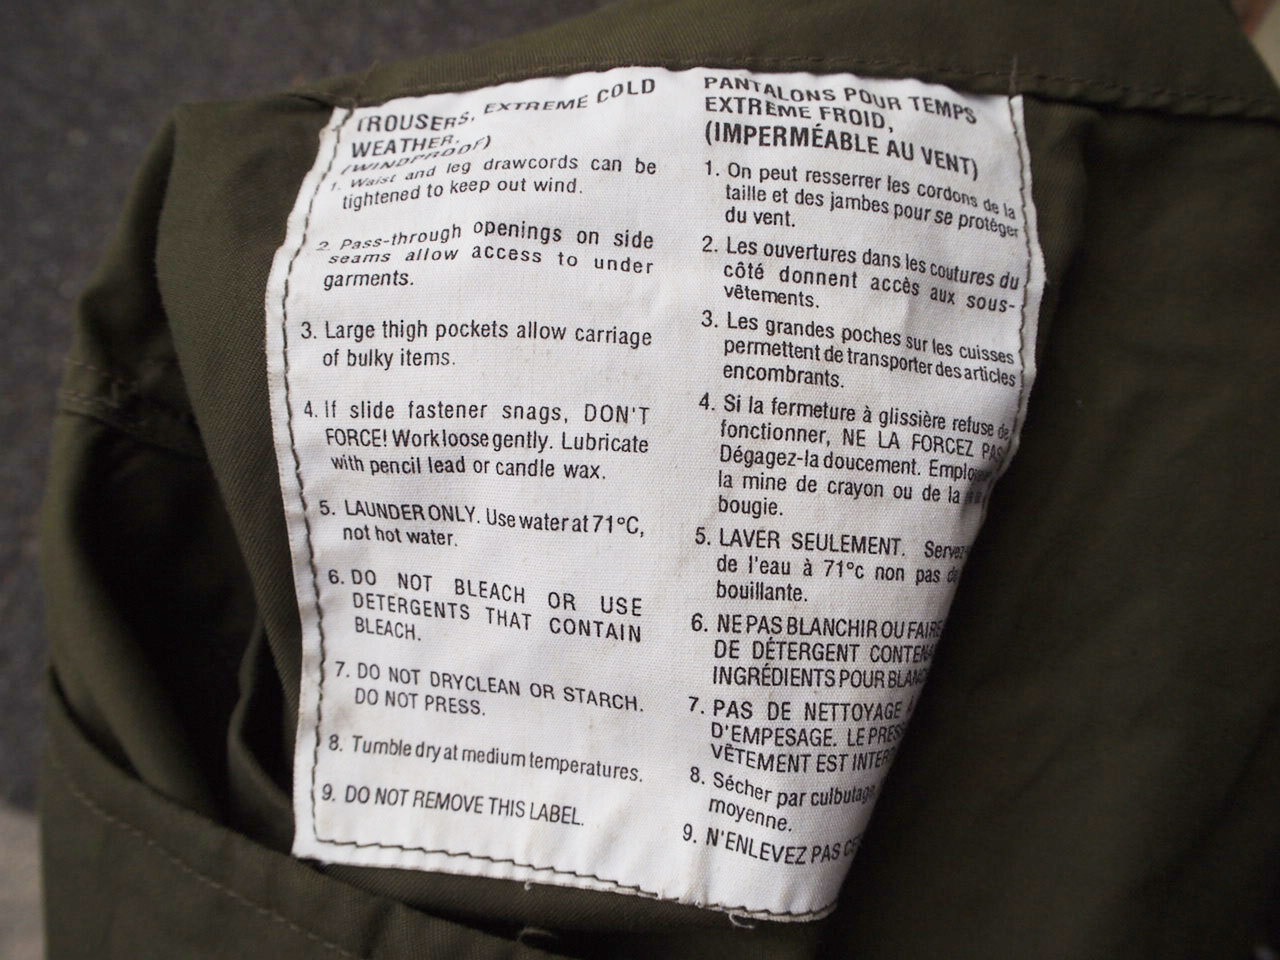 TROUSERS, EXTREME COLD
WEATHER,
(WINDPROOF)
1. Waist and leg drawcords can be
tightened to keep out wind.
2. Pass-through openings on side
seams allow access to under
garments.
3. Large thigh pockets allow carriage
of bulky items.
4. If slide fastener snags, DON'T
FORCE! Work loose gently. Lubricate
with pencil lead or candle wax.
5. LAUNDER ONLY. Use water at 71°C,
not hot water.
6. DO NOT BLEACH OR USE
DETERGENTS THAT CONTAIN
BLEACH.
7. DO NOT DRYCLEAN OR STARCH.
DO NOT PRESS.
8. Tumble dry at medium temperatures.
9. DO NOT REMOVE THIS LABEL.
PANTALONS POUR TEMPS
EXTRÊME FROID,
(IMPERMÉABLE AU VENT)
1. On peut resserrer les cordons de la
taille et des jambes pour se protéger
du vent.
2. Les ouvertures dans les coutures du
côté donnent accès aux sous-
vêtements.
3. Les grandes poches sur les cuisses
permettent de transporter des articles
encombrants.
4. Si la fermeture à glissière refuse de
fonctionner, NE LA FORCEZ PAS
Dégagez-la doucement.
la mine de crayon ou de la
bougie.
5. LAVER SEULEMENT.
de l'eau à 71°c non pas
bouillante.
6. NE PAS BLANCHIR OU FAIRE
DE DÉTERGENT
INGRÉDIENTS POUR
7. PAS DE NETTOYAGE
D'EMPESAGE. LE
VÊTEMENT EST
8. Sécher par
moyenne.
9. N'ENLEVEZ PAS